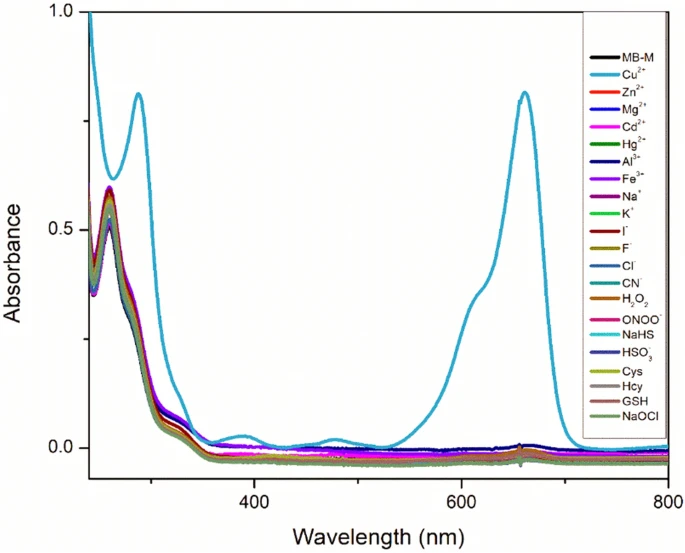 1.0
0.5
0.0
Absorbance
400
600
800
Wavelength (nm)
MB-M
Cu²⁺
Zn²⁺
Mg²⁺
Cd²⁺
Hg²⁺
Al³⁺
Fe³⁺
Na⁺
K⁺
I⁻
F⁻
Cl⁻
CN⁻
H₂O₂
ONOO⁻
NaHS
HSO₃⁻
Cys
Hcy
GSH
NaOCl